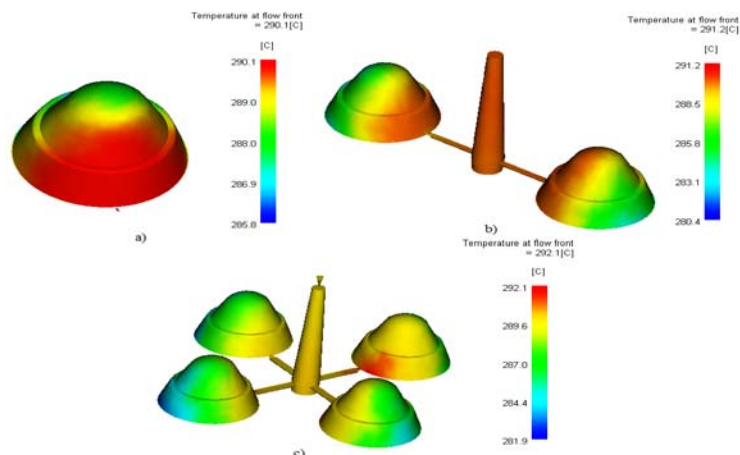 Temperature at flow front
= 290.1[C]
[C]
290.1
289.0
288.0
286.9
285.8
a)
Temperature at flow front
= 291.2[C]
[C]
291.2
288.5
285.8
283.1
280.4
b)
Temperature at flow front
= 292.1[C]
[C]
292.1
289.6
287.0
284.4
281.9
c)